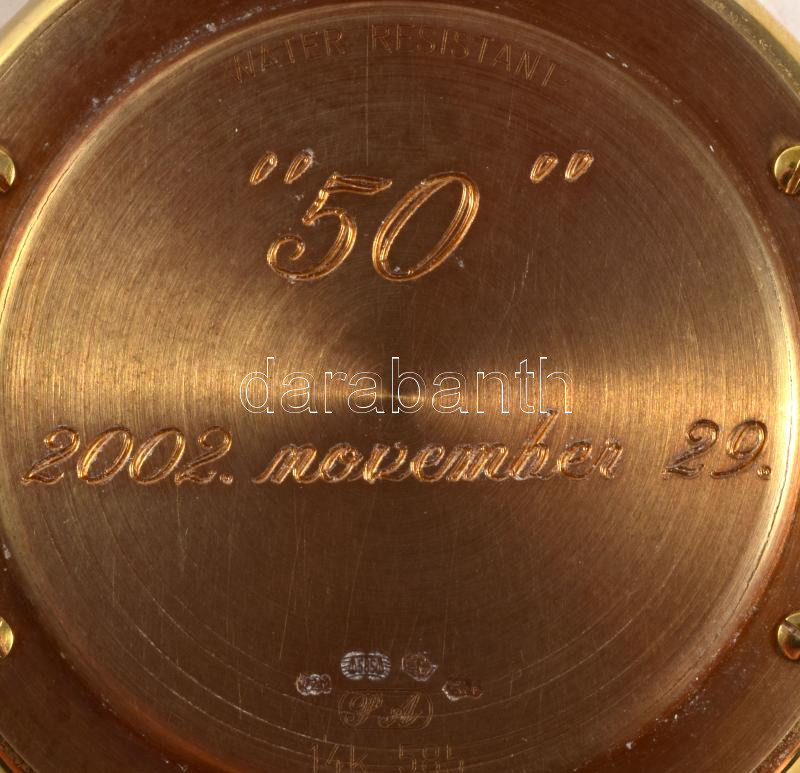 WATER RESISTANT
"50"
darabanth
2002. november 29.
14K 585